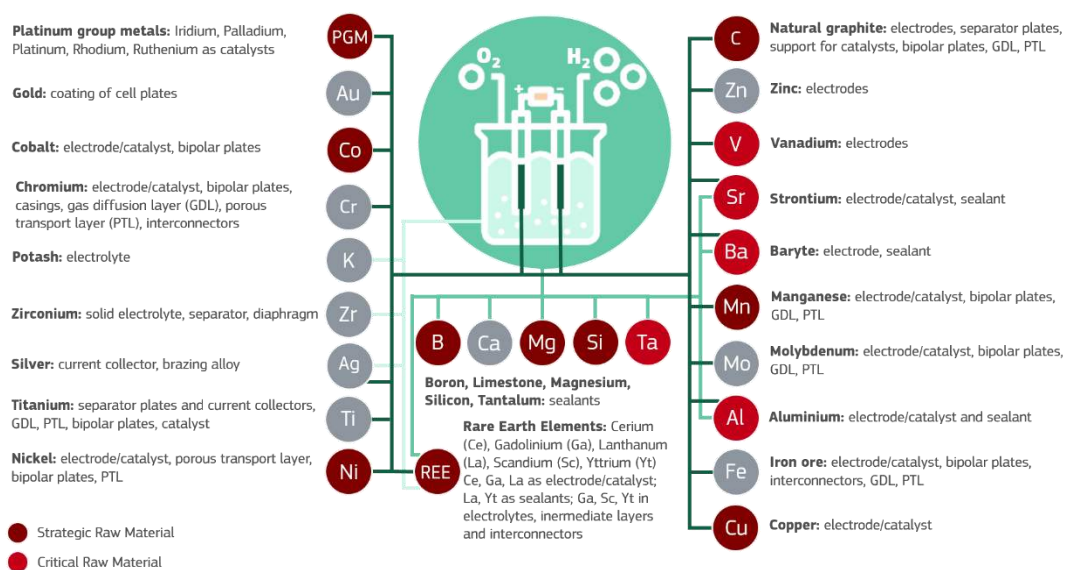 Platinum group metals: Iridium, Palladium,
Platinum, Rhodium, Ruthenium as catalysts
PGM
Gold: coating of cell plates
Au
Cobalt: electrode/catalyst, bipolar plates
Co
Chromium: electrode/catalyst, bipolar plates,
casings, gas diffusion layer (GDL), porous
transport layer (PTL), interconnectors
Cr
Potash: electrolyte
K
Zirconium: solid electrolyte, separator, diaphragm
Zr
Silver: current collector, brazing alloy
Ag
Titanium: separator plates and current collectors,
GDL, PTL, bipolar plates, catalyst
Ti
Nickel: electrode/catalyst, porous transport layer,
bipolar plates, PTL
Ni
Strategic Raw Material
Critical Raw Material
O2
H2
+ −
B
Ca
Mg
Si
Ta
Boron, Limestone, Magnesium,
Silicon, Tantalum: sealants
REE
Rare Earth Elements: Cerium
(Ce), Gadolinium (Ga), Lanthanum
(La), Scandium (Sc), Yttrium (Yt)
Ce, Ga, La as electrode/catalyst;
La, Yt as sealants; Ga, Sc, Yt in
electrolytes, inermediate layers
and interconnectors
C
Natural graphite: electrodes, separator plates,
support for catalysts, bipolar plates, GDL, PTL
Zn
Zinc: electrodes
V
Vanadium: electrodes
Sr
Strontium: electrode/catalyst, sealant
Ba
Baryte: electrode, sealant
Mn
Manganese: electrode/catalyst, bipolar plates,
GDL, PTL
Mo
Molybdenum: electrode/catalyst, bipolar plates,
GDL, PTL
Al
Aluminium: electrode/catalyst and sealant
Fe
Iron ore: electrode/catalyst, bipolar plates,
interconnectors, GDL, PTL
Cu
Copper: electrode/catalyst